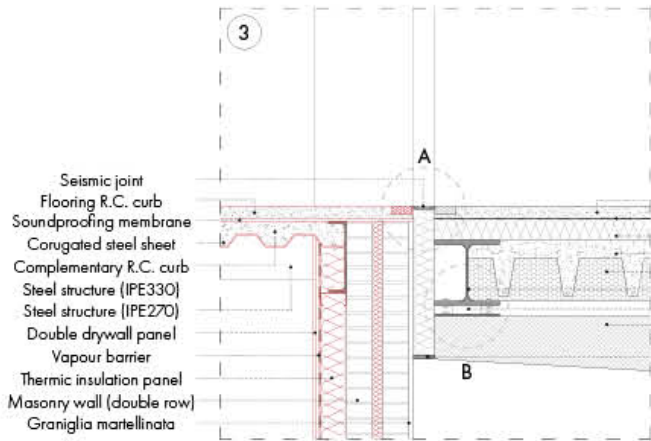 3
A
Seismic joint
Flooring R.C. curb
Soundproofing membrane
Corugated steel sheet
Complementary R.C. curb
Steel structure (IPE330)
Steel structure (IPE270)
Double drywall panel
Vapour barrier
Thermic insulation panel
Masonry wall (double row)
Graniglia martellinata
B